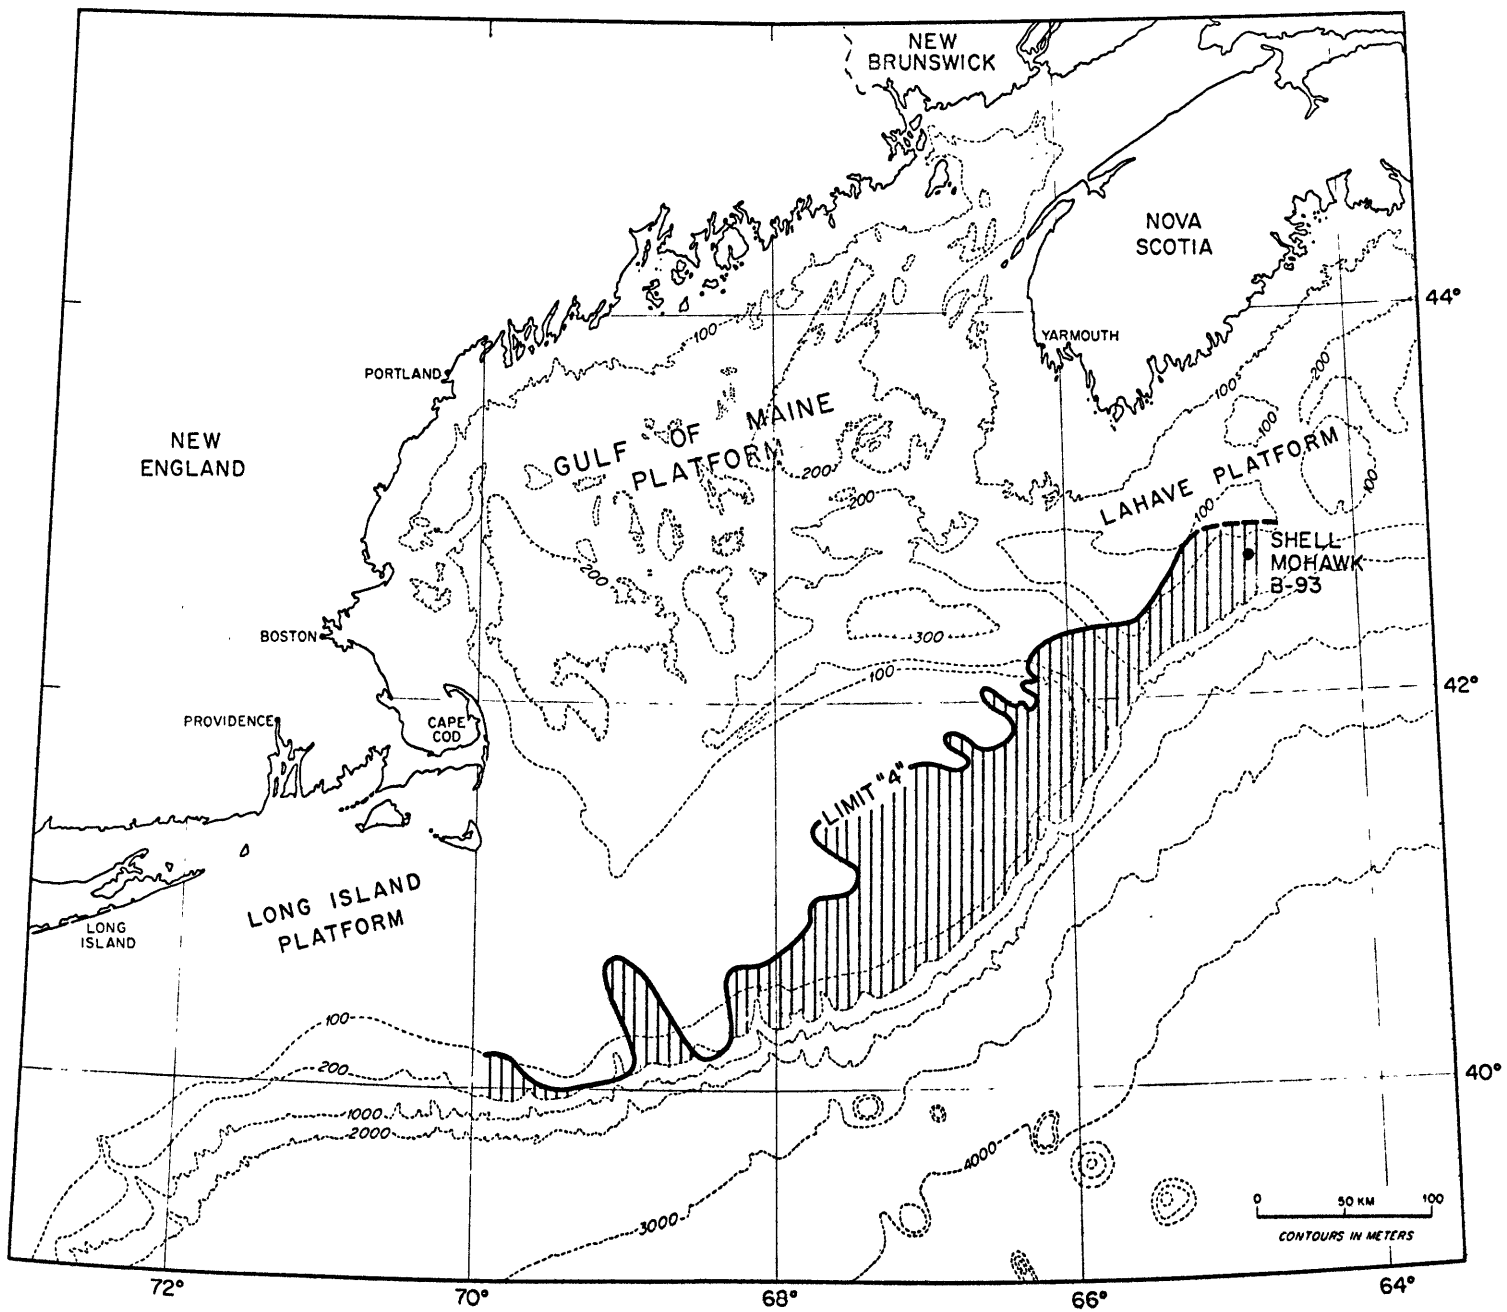 NEW
BRUNSWICK
NOVA
SCOTIA
44°
YARMOUTH
100
PORTLAND
200
100
100
GULF OF MAINE
PLATFORM
NEW
ENGLAND
LAHAVE PLATFORM
200
200
100
100
SHELL
MOHAWK
B-93
200
BOSTON
300
100
42°
PROVIDENCE
CAPE
COD
LIMIT "4"
LONG ISLAND
PLATFORM
LONG
ISLAND
100
200
40°
1000
2000
4000
3000
0 50 KM 100
CONTOURS IN METERS
72° 70° 68° 66° 64°